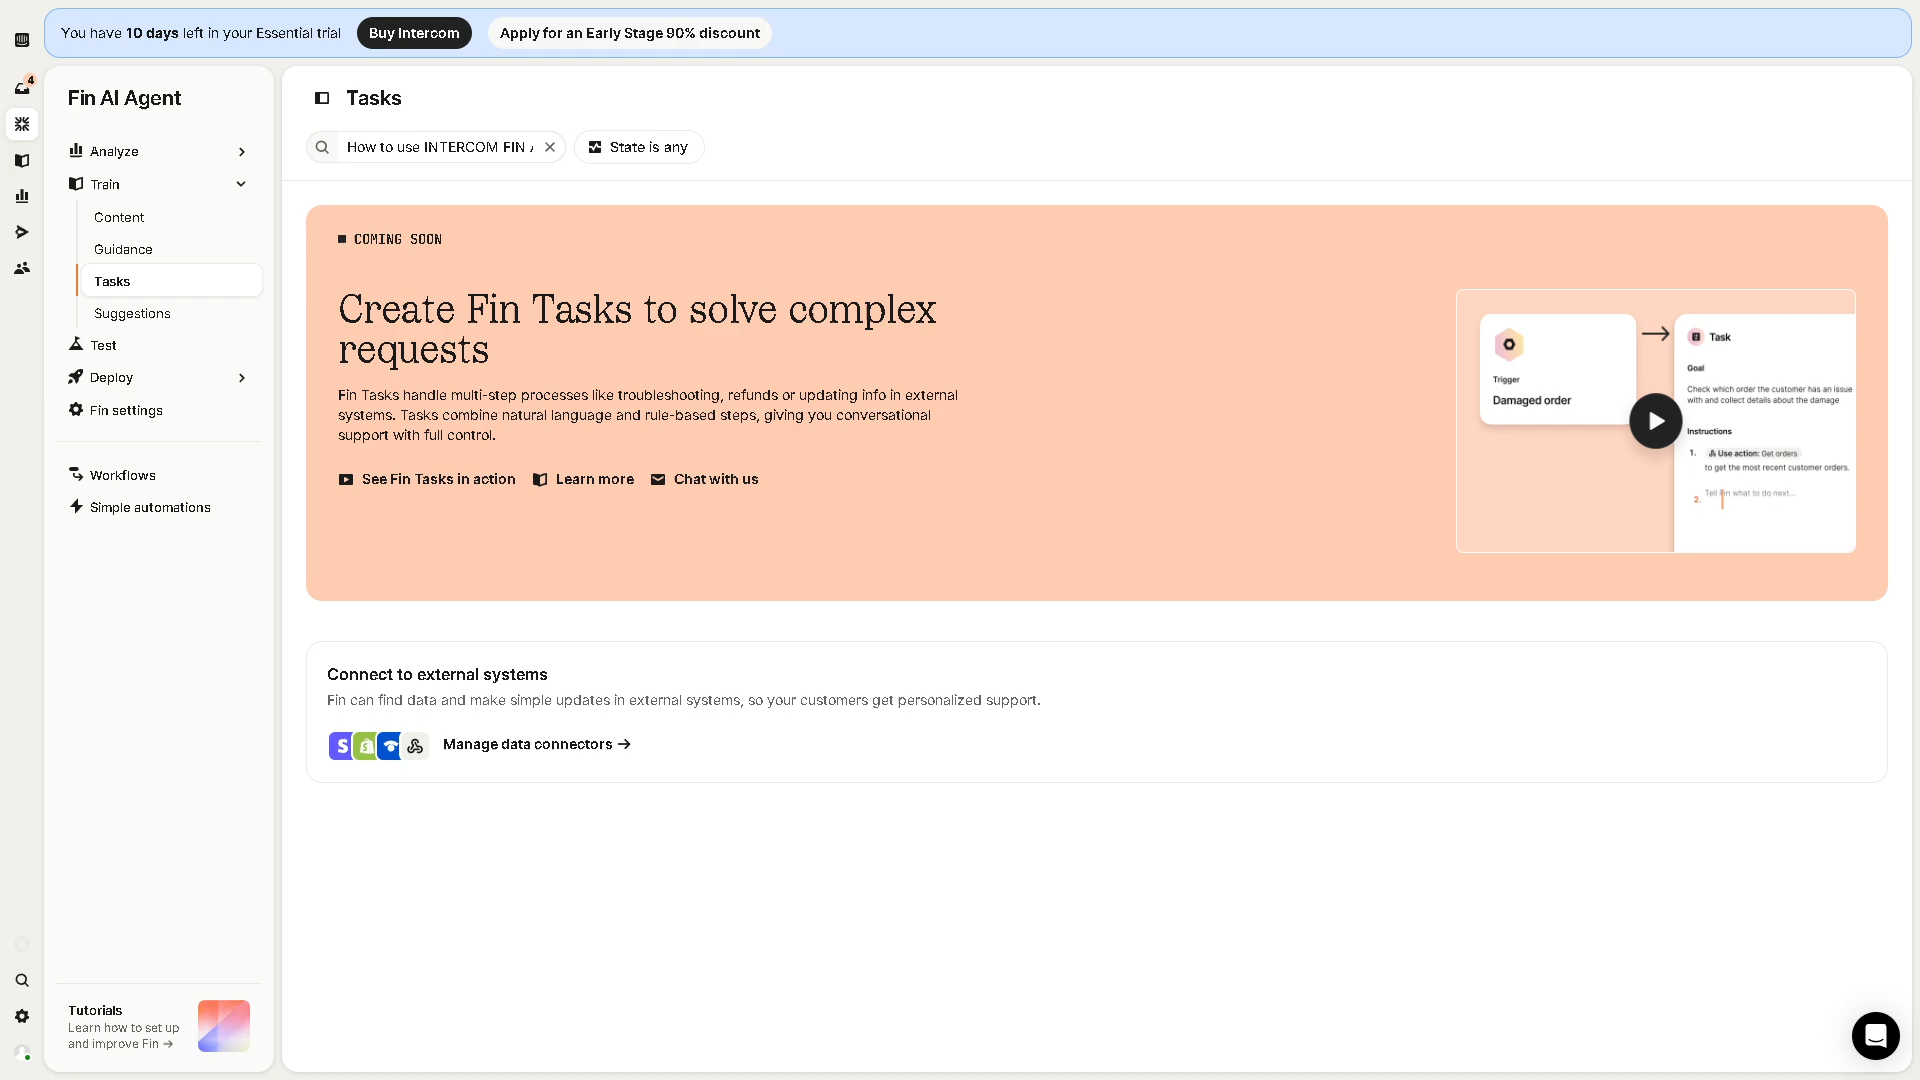 You have 10 days left in your Essential trial
Buy Intercom
Apply for an Early Stage 90% discount
4
Fin AI Agent
Analyze
Train
Content
Guidance
Tasks
Suggestions
Test
Deploy
Fin settings
Workflows
Simple automations
Tutorials
Learn how to set up
and improve Fin →
Tasks
How to use INTERCOM FIN
State is any
COMING SOON
Create Fin Tasks to solve complex
requests
Fin Tasks handle multi-step processes like troubleshooting, refunds or updating info in external
systems. Tasks combine natural language and rule-based steps, giving you conversational
support with full control.
See Fin Tasks in action
Learn more
Chat with us
Trigger
Damaged order
Task
Goal
Check which order the customer has an issue
with and collect details about the damage
Instructions
1. Use action: Get orders
to get the most recent customer orders.
2. Tell Fin what to do next...
Connect to external systems
Fin can find data and make simple updates in external systems, so your customers get personalized support.
S
S
Manage data connectors →